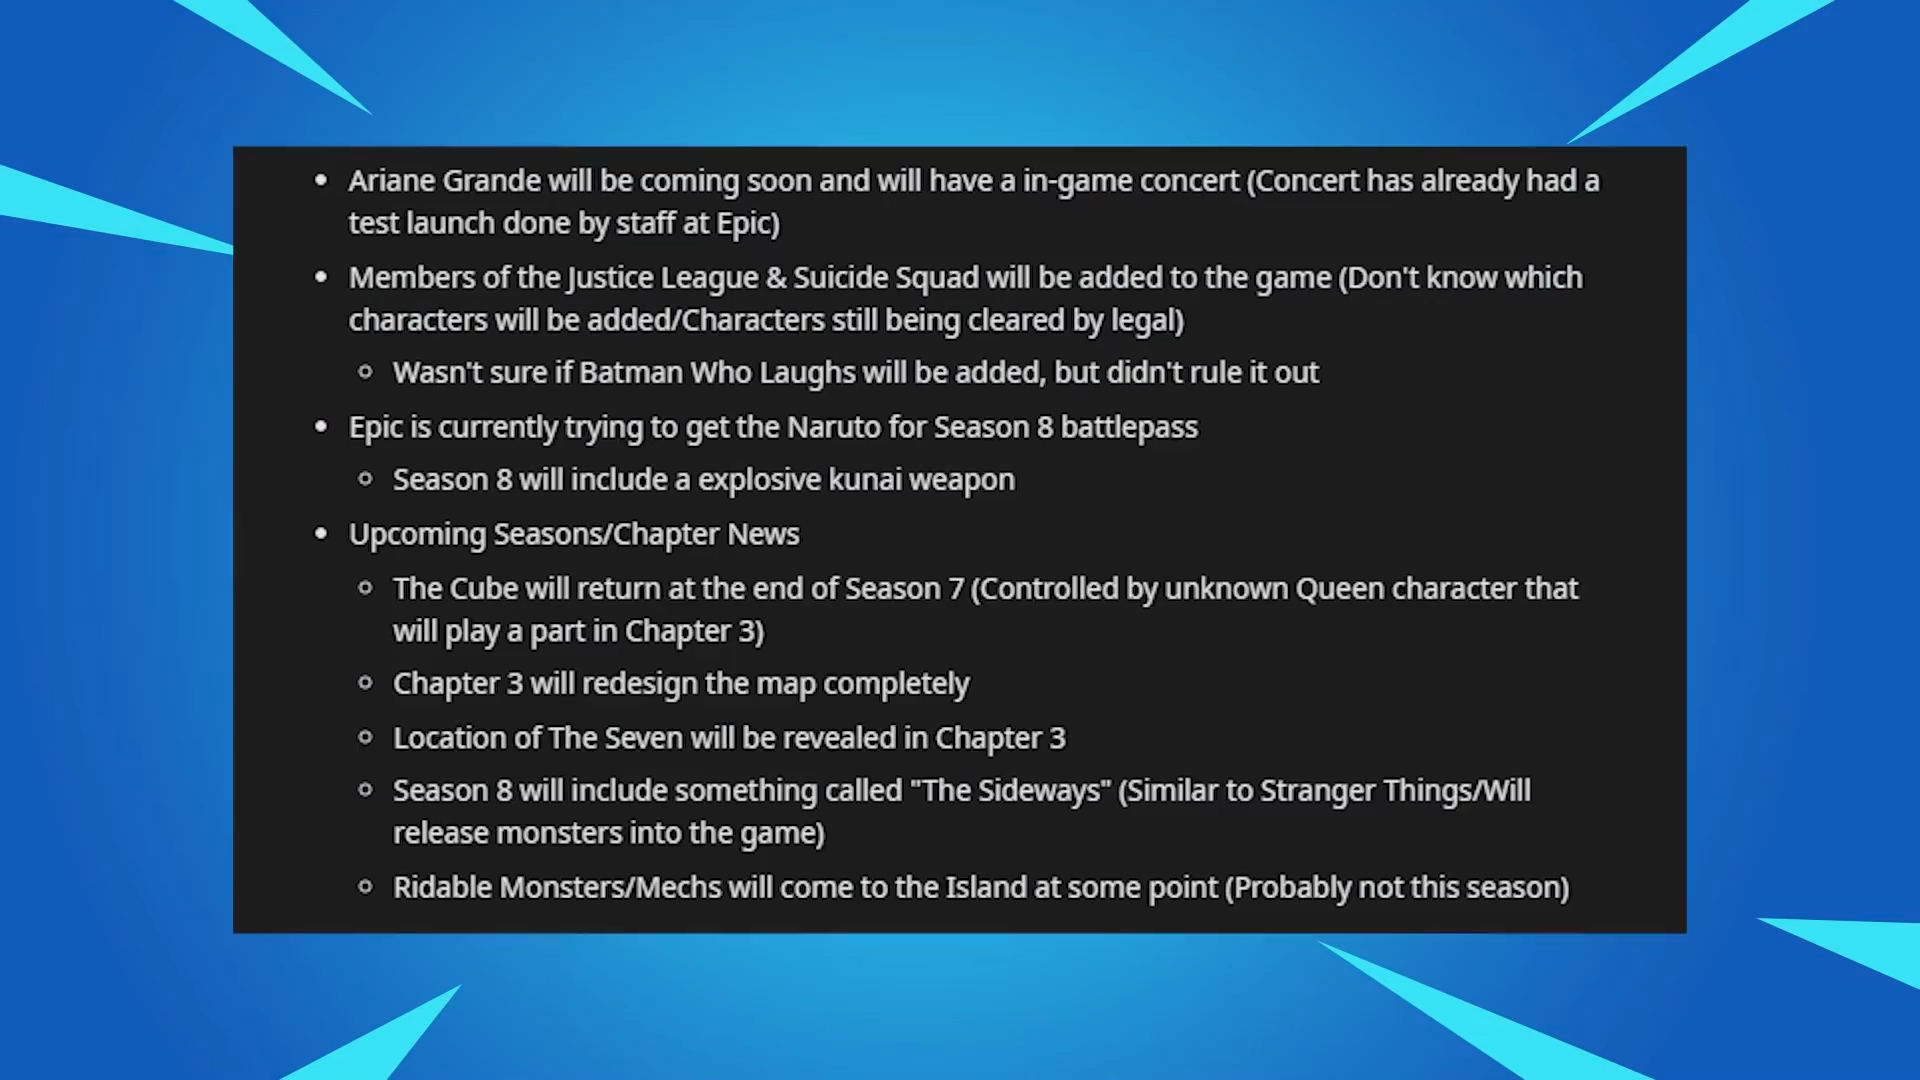 • Ariane Grande will be coming soon and will have a in-game concert (Concert has already had a
test launch done by staff at Epic)
• Members of the Justice League & Suicide Squad will be added to the game (Don't know which
characters will be added/Characters still being cleared by legal)
○ Wasn't sure if Batman Who Laughs will be added, but didn't rule it out
• Epic is currently trying to get the Naruto for Season 8 battlepass
○ Season 8 will include a explosive kunai weapon
• Upcoming Seasons/Chapter News
○ The Cube will return at the end of Season 7 (Controlled by unknown Queen character that
will play a part in Chapter 3)
○ Chapter 3 will redesign the map completely
○ Location of The Seven will be revealed in Chapter 3
○ Season 8 will include something called "The Sideways" (Similar to Stranger Things/Will
release monsters into the game)
○ Ridable Monsters/Mechs will come to the Island at some point (Probably not this season)